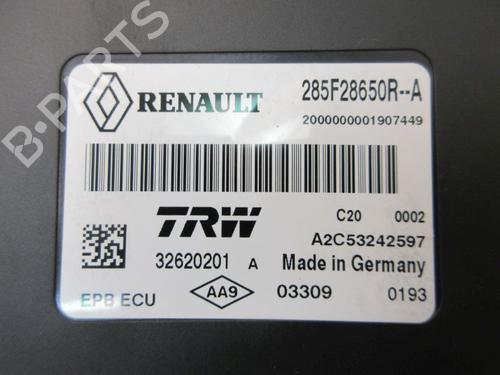 RENAULT 285F28650R--A
2000000001907449
TRW C20 0002
A2C53242597
32620201 A Made in Germany
EPB ECU AA9 03309 0193
B-PARTS